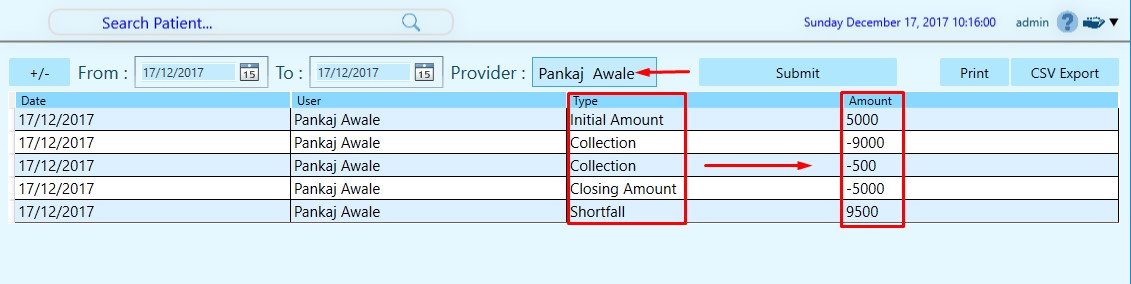 Search Patient... Sunday December 17, 2017 10:16:00 admin ?
+/- From : 17/12/2017 15 To : 17/12/2017 15 Provider : Pankaj Awale Submit Print CSV Export
Date User Type Amount
17/12/2017 Pankaj Awale Initial Amount 5000
17/12/2017 Pankaj Awale Collection -9000
17/12/2017 Pankaj Awale Collection -500
17/12/2017 Pankaj Awale Closing Amount -5000
17/12/2017 Pankaj Awale Shortfall 9500